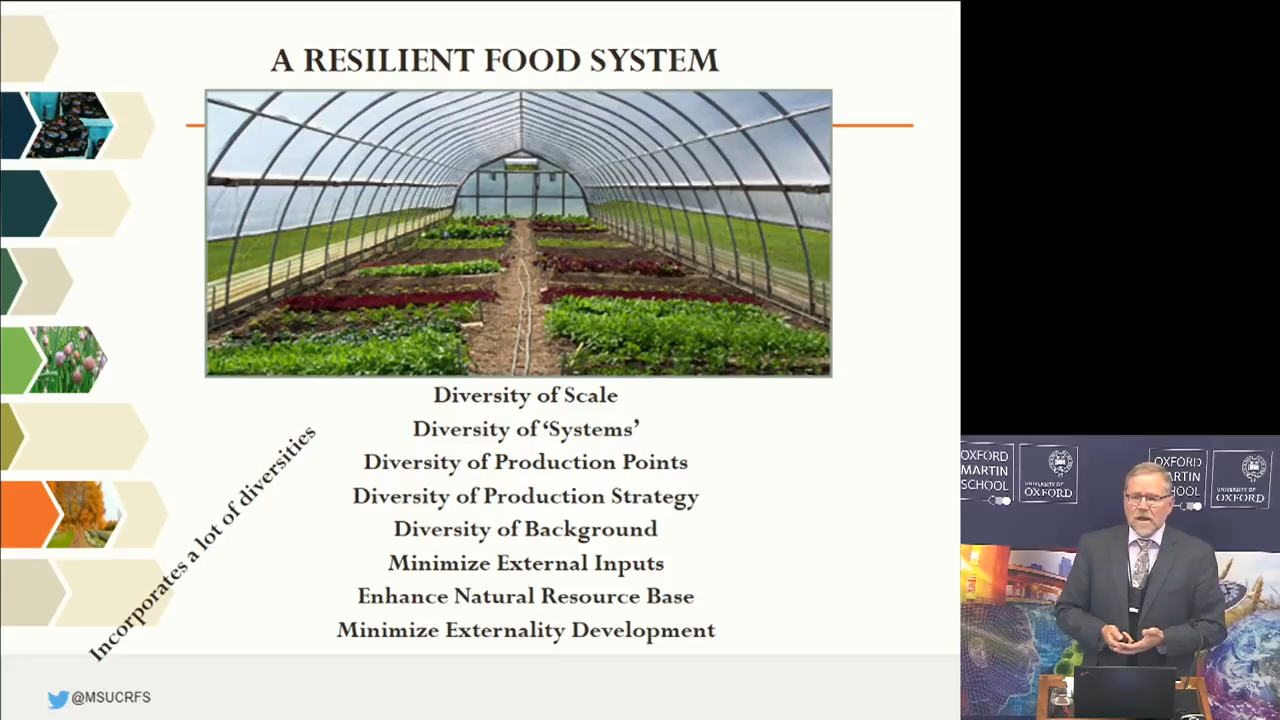 A RESILIENT FOOD SYSTEM
Diversity of Scale
Diversity of ‘Systems’
Diversity of Production Points
Diversity of Production Strategy
Diversity of Background
Minimize External Inputs
Enhance Natural Resource Base
Minimize Externality Development
Incorporates a lot of diversities
@MSUCRFS
OXFORD
MARTIN
SCHOOL
UNIVERSITY OF
OXFORD
OXFORD
MARTIN
SCHOOL
UNIVERSITY OF
OXFORD